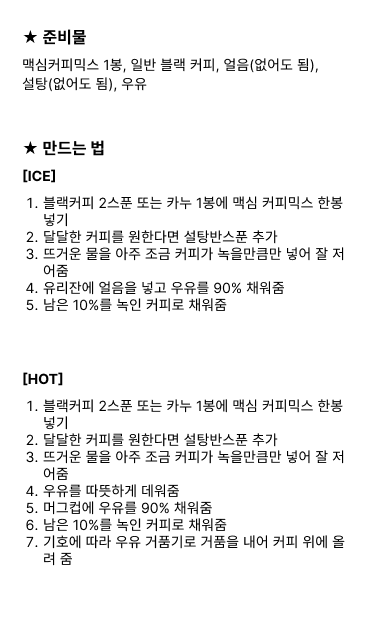 ★ 준비물
맥심커피믹스 1봉, 일반 블랙 커피, 얼음(없어도 됨),
설탕(없어도 됨), 우유
★ 만드는 법
[ICE]
1. 블랙커피 2스푼 또는 카누 1봉에 맥심 커피믹스 한봉
넣기
2. 달달한 커피를 원한다면 설탕반스푼 추가
3. 뜨거운 물을 아주 조금 커피가 녹을만큼만 넣어 잘 저
어줌
4. 유리잔에 얼음을 넣고 우유를 90% 채워줌
5. 남은 10%를 녹인 커피로 채워줌
[HOT]
1. 블랙커피 2스푼 또는 카누 1봉에 맥심 커피믹스 한봉
넣기
2. 달달한 커피를 원한다면 설탕반스푼 추가
3. 뜨거운 물을 아주 조금 커피가 녹을만큼만 넣어 잘 저
어줌
4. 우유를 따뜻하게 데워줌
5. 머그컵에 우유를 90% 채워줌
6. 남은 10%를 녹인 커피로 채워줌
7. 기호에 따라 우유 거품기로 거품을 내어 커피 위에 올
려 줌